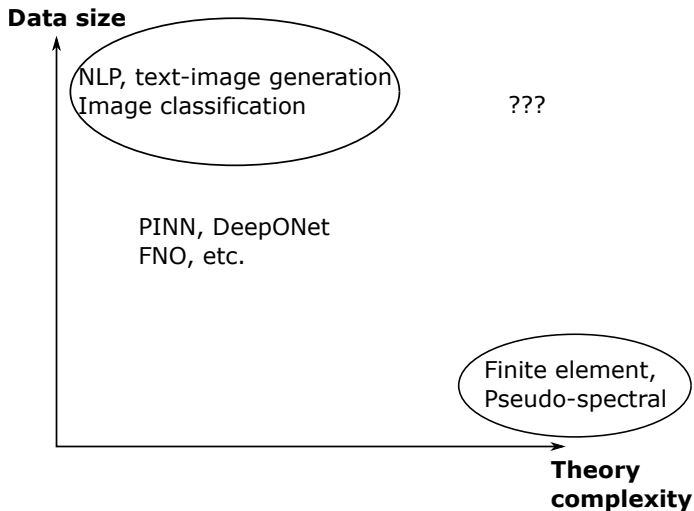 Data size
NLP, text-image generation
Image classification
???
PINN, DeepONet
FNO, etc.
Finite element,
Pseudo-spectral
Theory
complexity